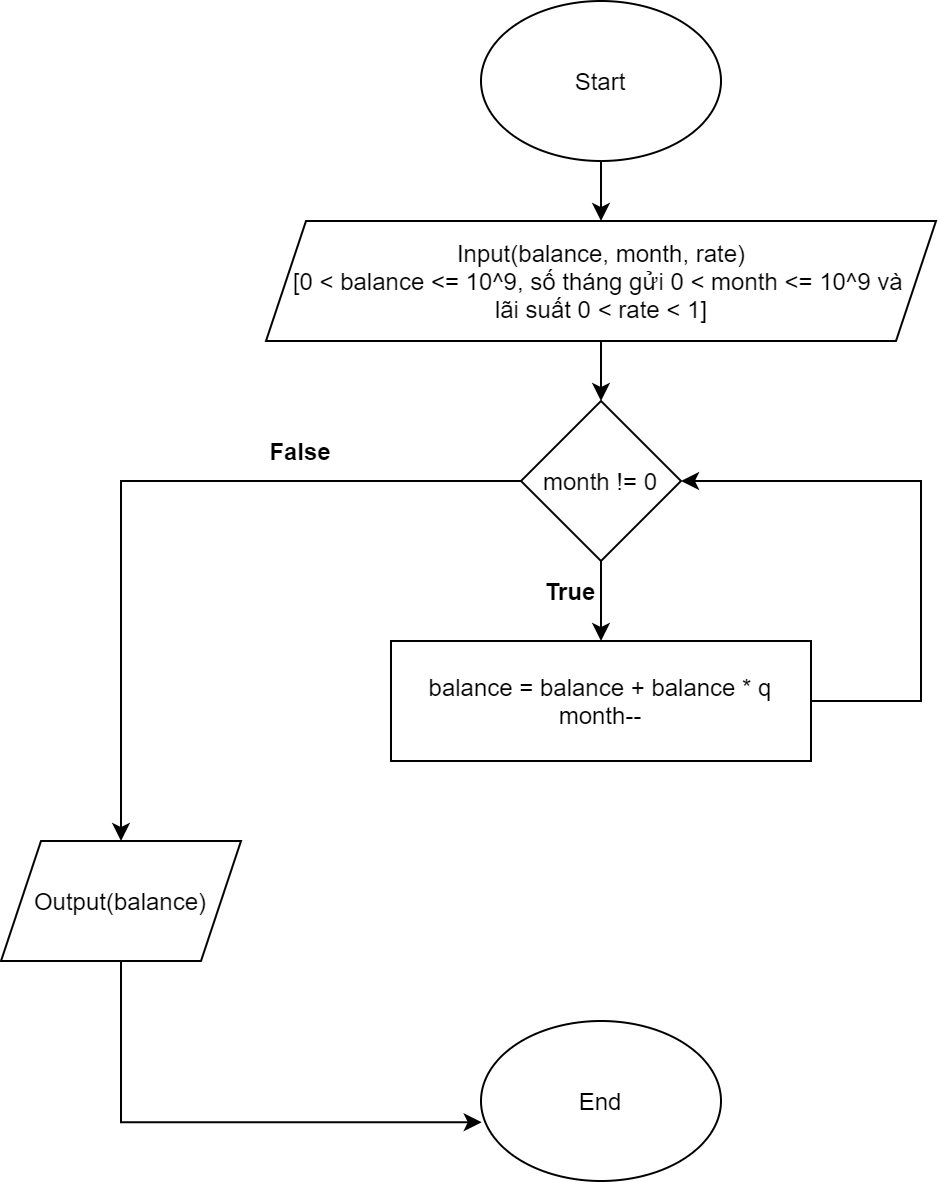 Start
Input(balance, month, rate)
[0 < balance <= 10^9, số tháng gửi 0 < month <= 10^9 và
lãi suất 0 < rate < 1]
False
month != 0
True
balance = balance + balance * q
month--
Output(balance)
End